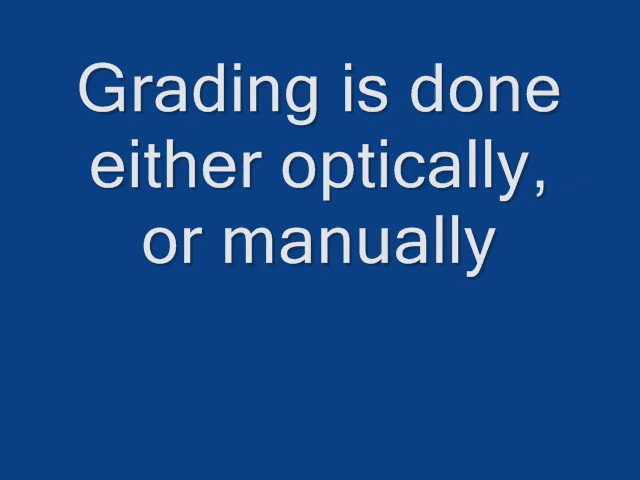 Grading is done
either optically,
or manually